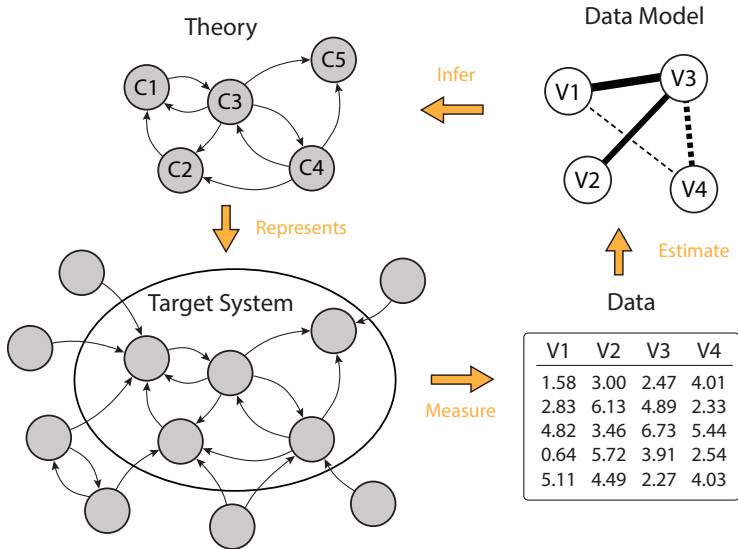 Theory
Data Model
C1
C2
C3
C4
C5
Infer
V1
V2
V3
V4
Represents
Estimate
Target System
Measure
Data
V1 V2 V3 V4
1.58 3.00 2.47 4.01
2.83 6.13 4.89 2.33
4.82 3.46 6.73 5.44
0.64 5.72 3.91 2.54
5.11 4.49 2.27 4.03